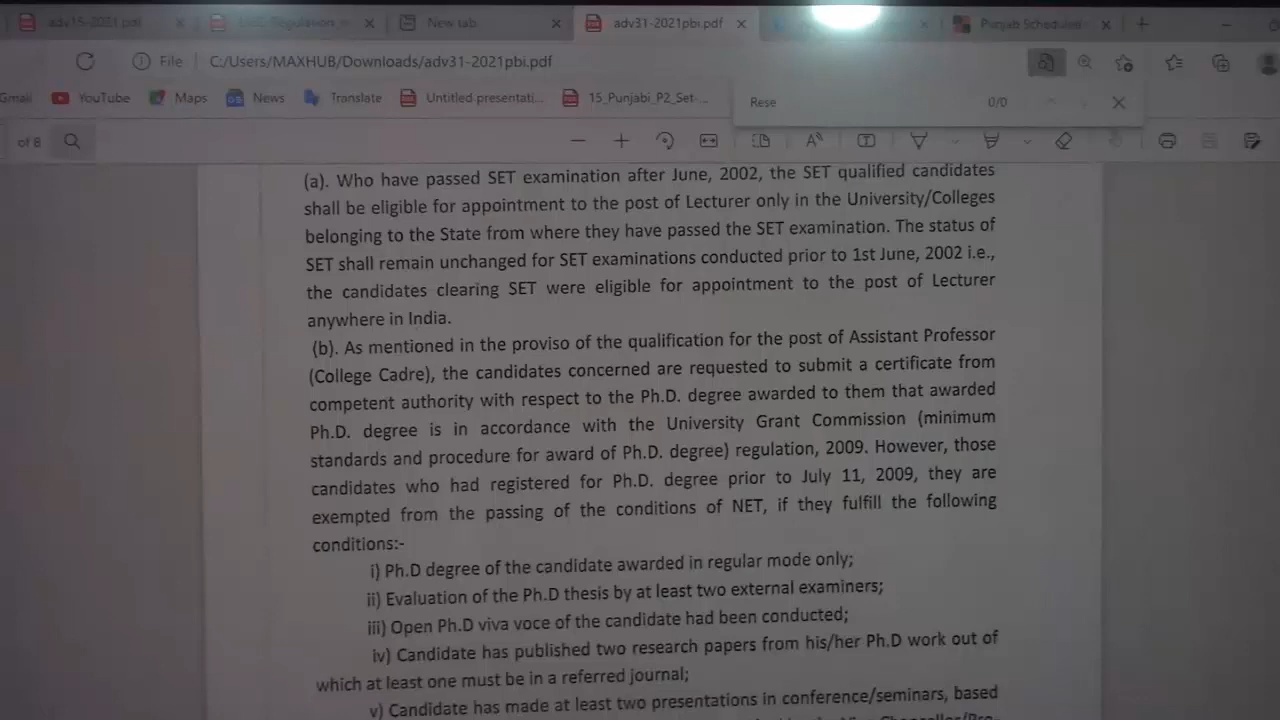 adv15-2021.pdf
UGC Regulation
New tab
adv31-2021pbi.pdf
Punjab Scheduled
File C:/Users/MAXHUB/Downloads/adv31-2021pbi.pdf
Gmail YouTube Maps News Translate Untitled presentati... 15_Punjabi_P2_Set-...
Rese 0/0
of 8
(a). Who have passed SET examination after June, 2002, the SET qualified candidates
shall be eligible for appointment to the post of Lecturer only in the University/Colleges
belonging to the State from where they have passed the SET examination. The status of
SET shall remain unchanged for SET examinations conducted prior to 1st June, 2002 i.e.,
the candidates clearing SET were eligible for appointment to the post of Lecturer
anywhere in India.
(b). As mentioned in the proviso of the qualification for the post of Assistant Professor
(College Cadre), the candidates concerned are requested to submit a certificate from
competent authority with respect to the Ph.D. degree awarded to them that awarded
Ph.D. degree is in accordance with the University Grant Commission (minimum
standards and procedure for award of Ph.D. degree) regulation, 2009. However, those
candidates who had registered for Ph.D. degree prior to July 11, 2009, they are
exempted from the passing of the conditions of NET, if they fulfill the following
conditions:-
i) Ph.D degree of the candidate awarded in regular mode only;
ii) Evaluation of the Ph.D thesis by at least two external examiners;
iii) Open Ph.D viva voce of the candidate had been conducted;
iv) Candidate has published two research papers from his/her Ph.D work out of
which at least one must be in a referred journal;
v) Candidate has made at least two presentations in conference/seminars, based